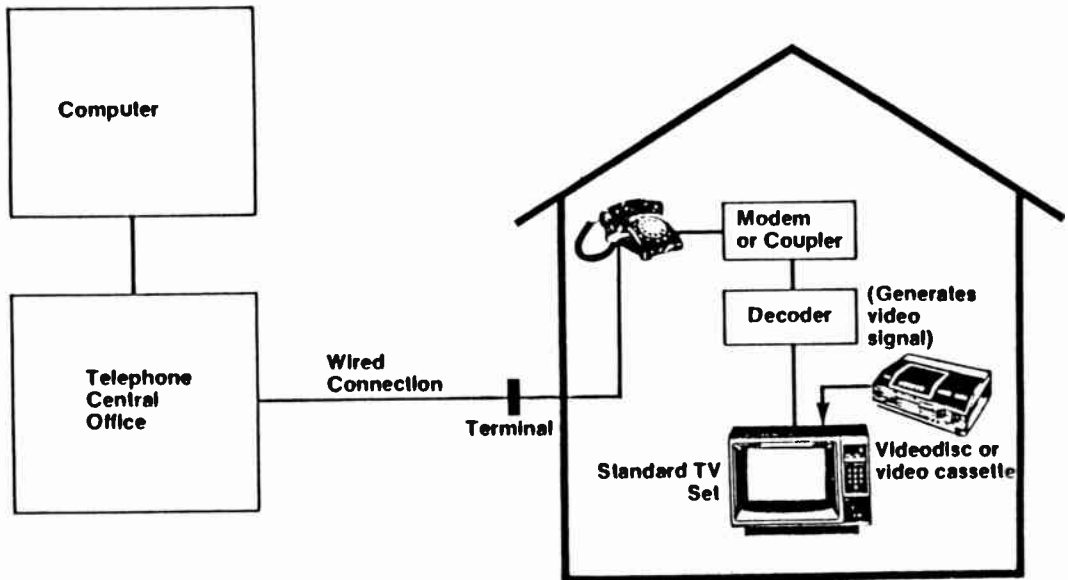 Computer
Telephone
Central
Office
Wired
Connection
Terminal
Modem
or Coupler
Decoder
(Generates
video
signal)
Standard TV
Set
Videodisc or
video cassette